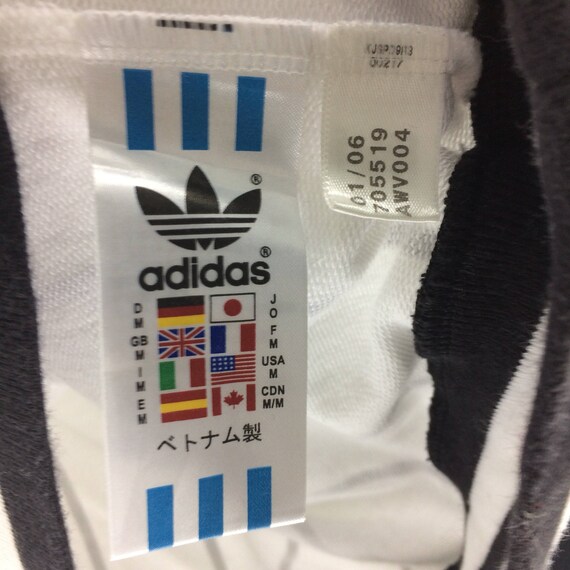 ®
adidas®
D M
J O
GB M
F M
I M
USA M
E M
CDN M/M
ベトナム製
01/06
705519
AWV004